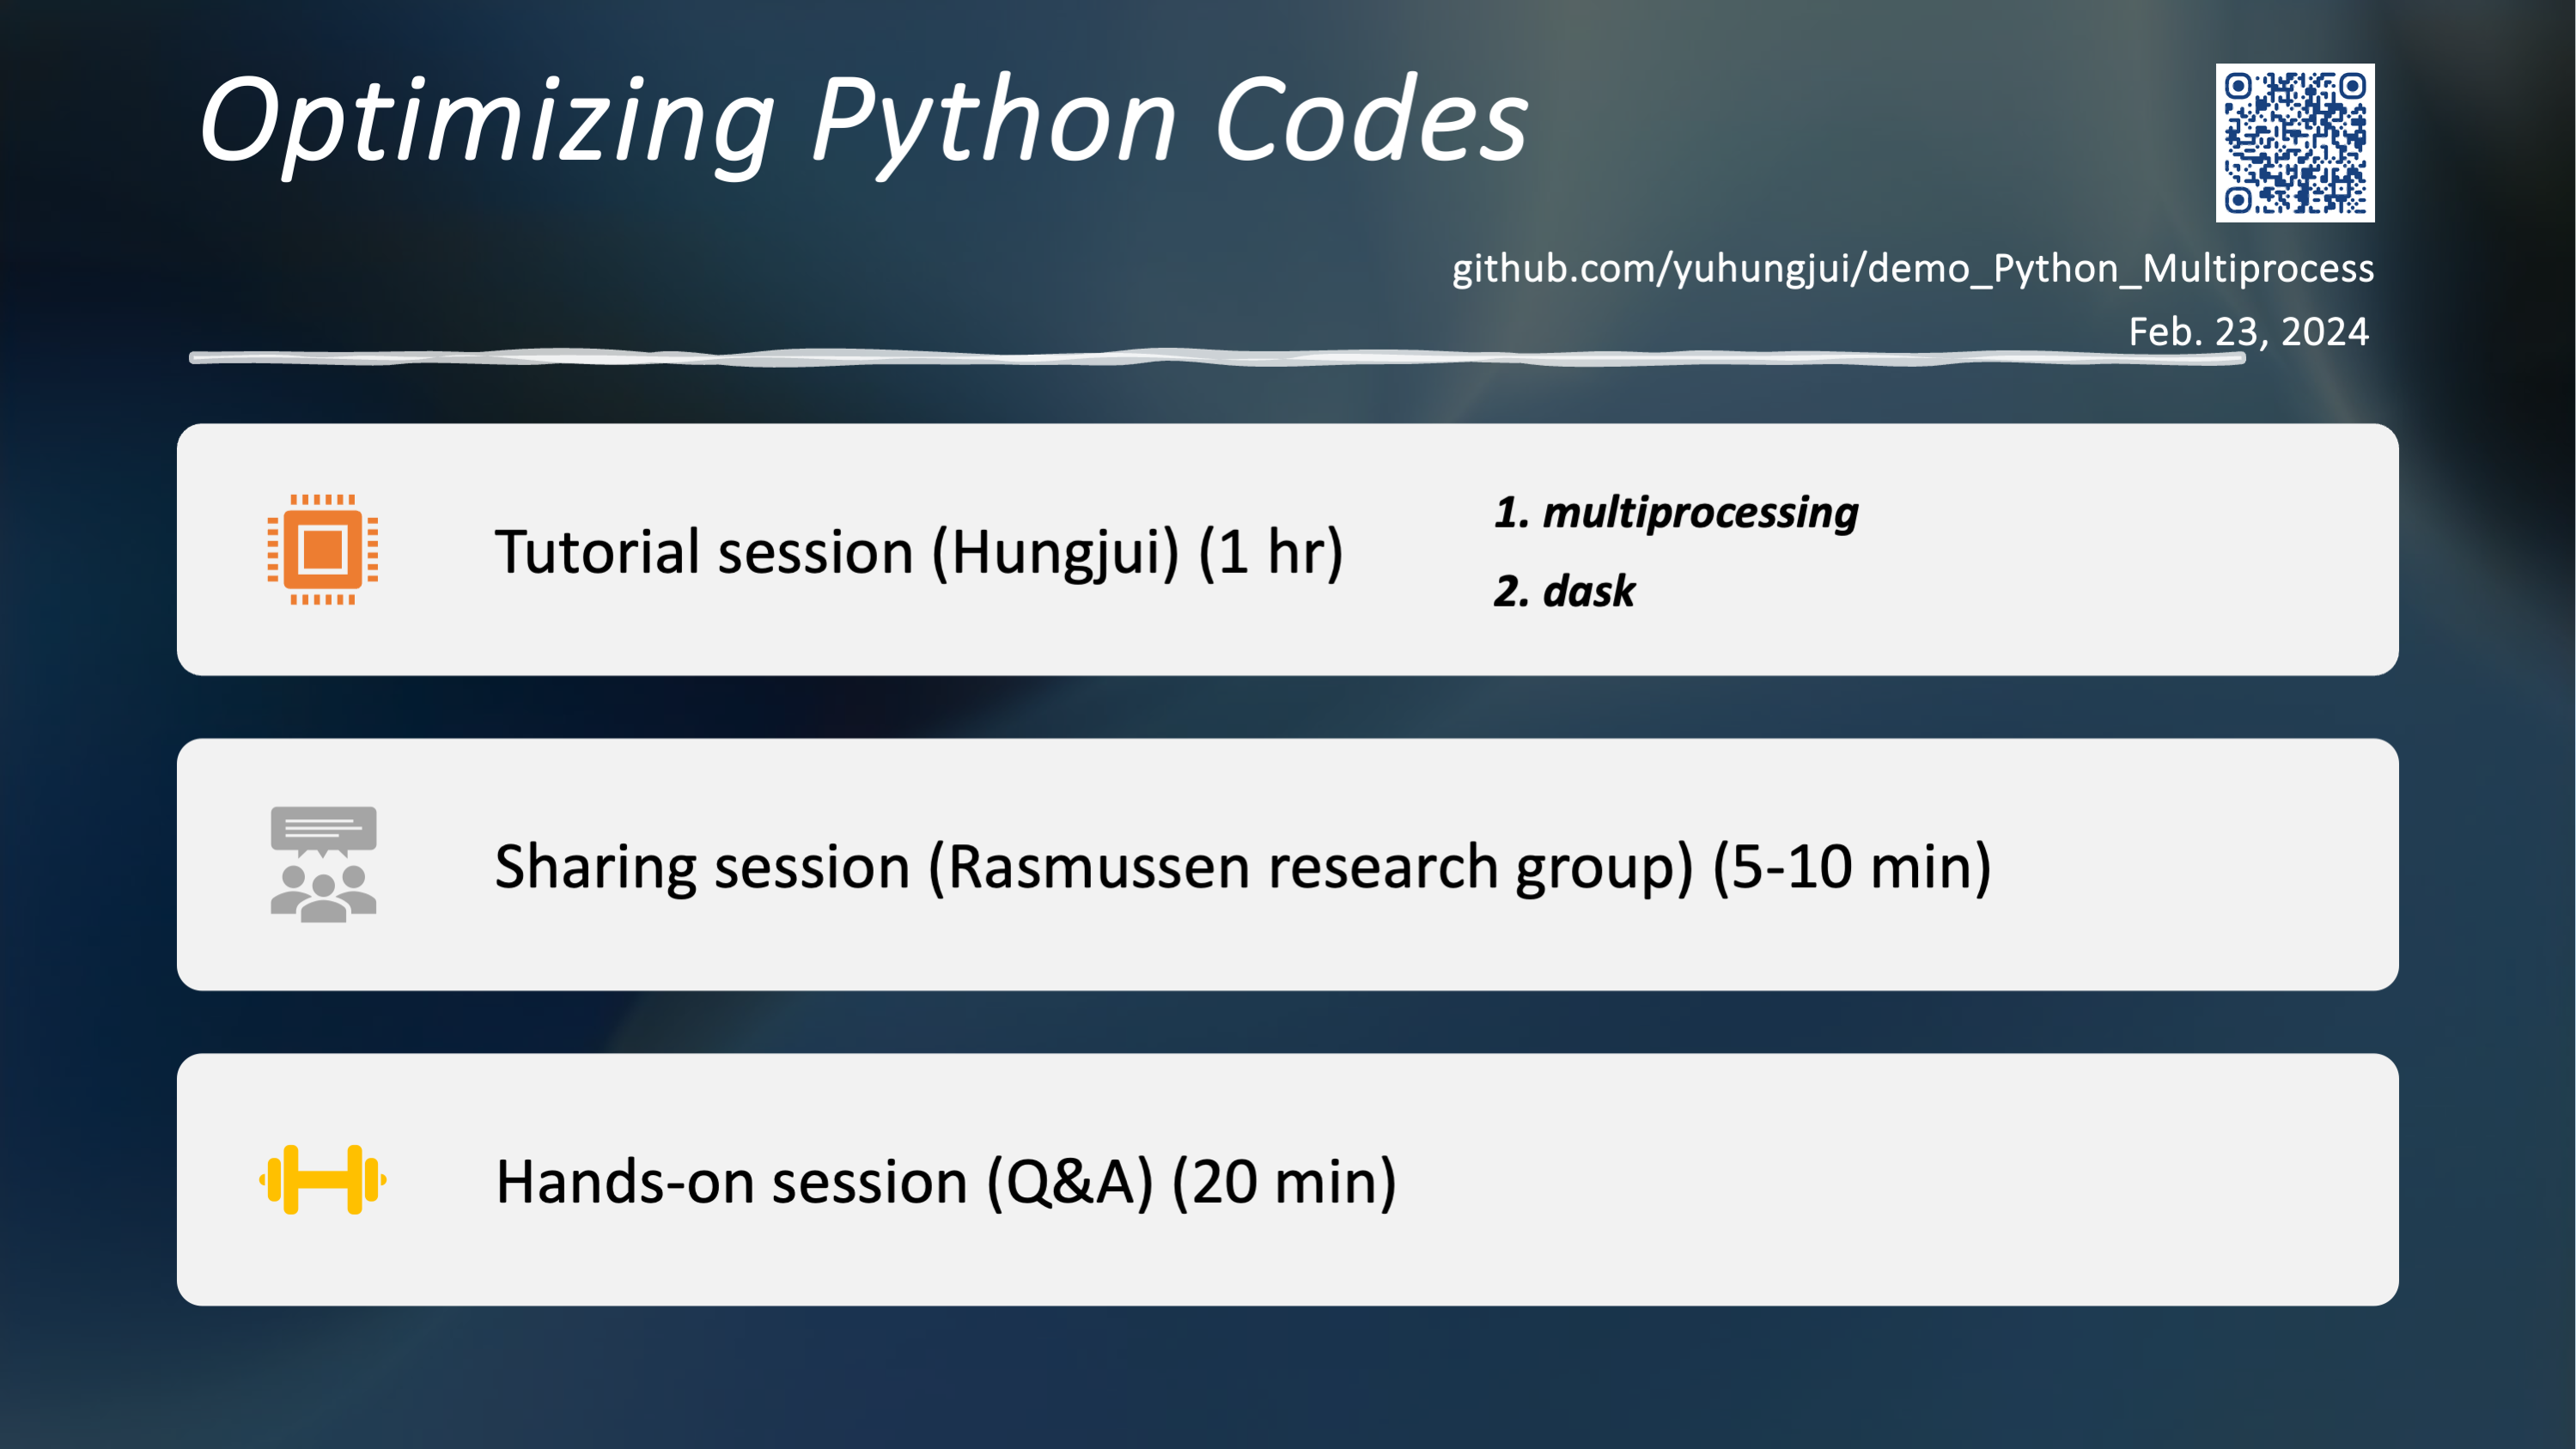 Optimizing Python Codes
github.com/yuhungjui/demo_Python_Multiprocess
Feb. 23, 2024
Tutorial session (Hungjui) (1 hr)
1. multiprocessing
2. dask
Sharing session (Rasmussen research group) (5-10 min)
Hands-on session (Q&A) (20 min)